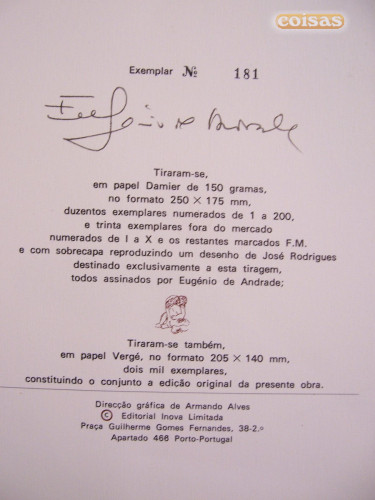 coisas
Exemplar Nº 181
Eugénio de Andrade
Tiraram-se,
em papel Damier de 150 gramas,
no formato 250 × 175 mm,
duzentos exemplares numerados de 1 a 200,
e trinta exemplares fora do mercado
numerados de I a X e os restantes marcados F.M.
e com sobrecapa reproduzindo um desenho de José Rodrigues
destinado exclusivamente a esta tiragem,
todos assinados por Eugénio de Andrade;
Tiraram-se também,
em papel Vergé, no formato 205 × 140 mm,
dois mil exemplares,
constituindo o conjunto a edição original da presente obra.
Direcção gráfica de Armando Alves
© Editorial Inova Limitada
Praça Guilherme Gomes Fernandes, 38-2.º
Apartado 466 Porto-Portugal